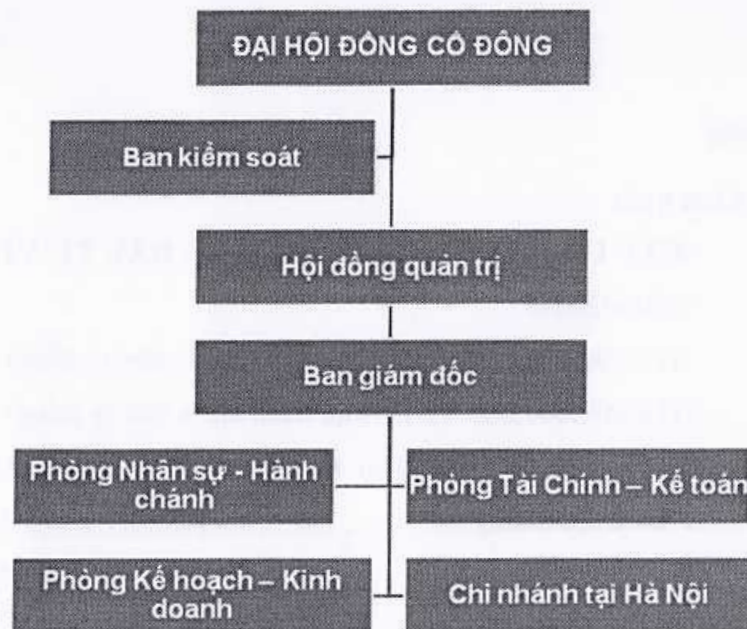 ĐẠI HỘI ĐỒNG CỔ ĐÔNG
Ban kiểm soát
Hội đồng quản trị
Ban giám đốc
Phòng Nhân sự - Hành
chánh
Phòng Tài Chính – Kế toán
Phòng Kế hoạch – Kinh
doanh
Chi nhánh tại Hà Nội